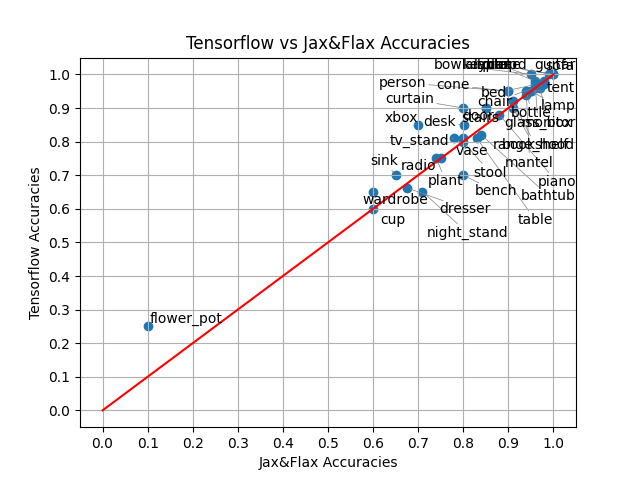 Tensorflow vs Jax&Flax Accuracies
guitar
sofa
person
cone
tent
curtain
bed
chair
lamp
xbox
desk
stairs
door
bottle
glass_box
monitor
tv_stand
range_hood
bookshelf
vase
sink
radio
mantel
stool
plant
piano
bench
bathtub
wardrobe
dresser
cup
table
night_stand
flower_pot
1.0
0.9
0.8
0.7
0.6
0.5
0.4
0.3
0.2
0.1
0.0
Tensorflow Accuracies
0.0 0.1 0.2 0.3 0.4 0.5 0.6 0.7 0.8 0.9 1.0
Jax&Flax Accuracies